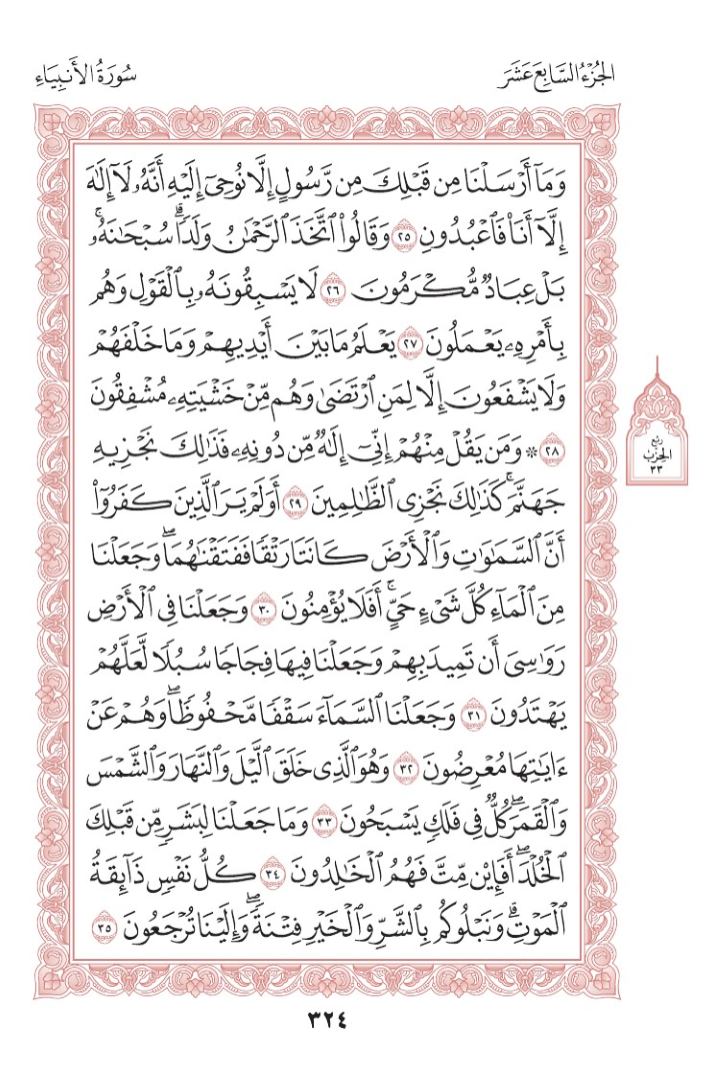 الجُزْءُ السَّابِعَ عَشَرَ
سُورَةُ الأَنبِيَاءِ
وَمَآ أَرۡسَلۡنَا مِن قَبۡلِكَ مِن رَّسُولٍ إِلَّا نُوحِيٓ إِلَيۡهِ أَنَّهُۥ لَآ إِلَٰهَ
إِلَّآ أَنَا۠ فَٱعۡبُدُونِ ٢٥ وَقَالُواْ ٱتَّخَذَ ٱلرَّحۡمَٰنُ وَلَدٗاۗ سُبۡحَٰنَهُۥۚ
بَلۡ عِبَادٞ مُّكۡرَمُونَ ٢٦ لَا يَسۡبِقُونَهُۥ بِٱلۡقَوۡلِ وَهُم
بِأَمۡرِهِۦ يَعۡمَلُونَ ٢٧ يَعۡلَمُ مَا بَيۡنَ أَيۡدِيهِمۡ وَمَا خَلۡفَهُمۡ
وَلَا يَشۡفَعُونَ إِلَّا لِمَنِ ٱرۡتَضَىٰ وَهُم مِّنۡ خَشۡيَتِهِۦ مُشۡفِقُونَ
٢٨ ۞ وَمَن يَقُلۡ مِنۡهُمۡ إِنِّيٓ إِلَٰهٞ مِّن دُونِهِۦ فَذَٰلِكَ نَجۡزِيهِ
جَهَنَّمَۚ كَذَٰلِكَ نَجۡزِي ٱلظَّٰلِمِينَ ٢٩ أَوَلَمۡ يَرَ ٱلَّذِينَ كَفَرُوٓاْ
أَنَّ ٱلسَّمَٰوَٰتِ وَٱلۡأَرۡضَ كَانَتَا رَتۡقٗا فَفَتَقۡنَٰهُمَاۖ وَجَعَلۡنَا
مِنَ ٱلۡمَآءِ كُلَّ شَيۡءٍ حَيٍّۚ أَفَلَا يُؤۡمِنُونَ ٣٠ وَجَعَلۡنَا فِي ٱلۡأَرۡضِ
رَوَٰسِيَ أَن تَمِيدَ بِهِمۡ وَجَعَلۡنَا فِيهَا فِجَاجٗا سُبُلٗا لَّعَلَّهُمۡ
يَهۡتَدُونَ ٣١ وَجَعَلۡنَا ٱلسَّمَآءَ سَقۡفٗا مَّحۡفُوظٗاۖ وَهُمۡ عَنۡ
ءَايَٰتِهَا مُعۡرِضُونَ ٣٢ وَهُوَ ٱلَّذِي خَلَقَ ٱلَّيۡلَ وَٱلنَّهَارَ وَٱلشَّمۡسَ
وَٱلۡقَمَرَۖ كُلّٞ فِي فَلَكٖ يَسۡبَحُونَ ٣٣ وَمَا جَعَلۡنَا لِبَشَرٖ مِّن قَبۡلِكَ
ٱلۡخُلۡدَۖ أَفَإِيْن مِّتَّ فَهُمُ ٱلۡخَٰلِدُونَ ٣٤ كُلُّ نَفۡسٖ ذَآئِقَةُ
ٱلۡمَوۡتِۗ وَنَبۡلُوكُم بِٱلشَّرِّ وَٱلۡخَيۡرِ فِتۡنَةٗۖ وَإِلَيۡنَا تُرۡجَعُونَ ٣٥
ربع
الحزب
٣٣
٣٢٤